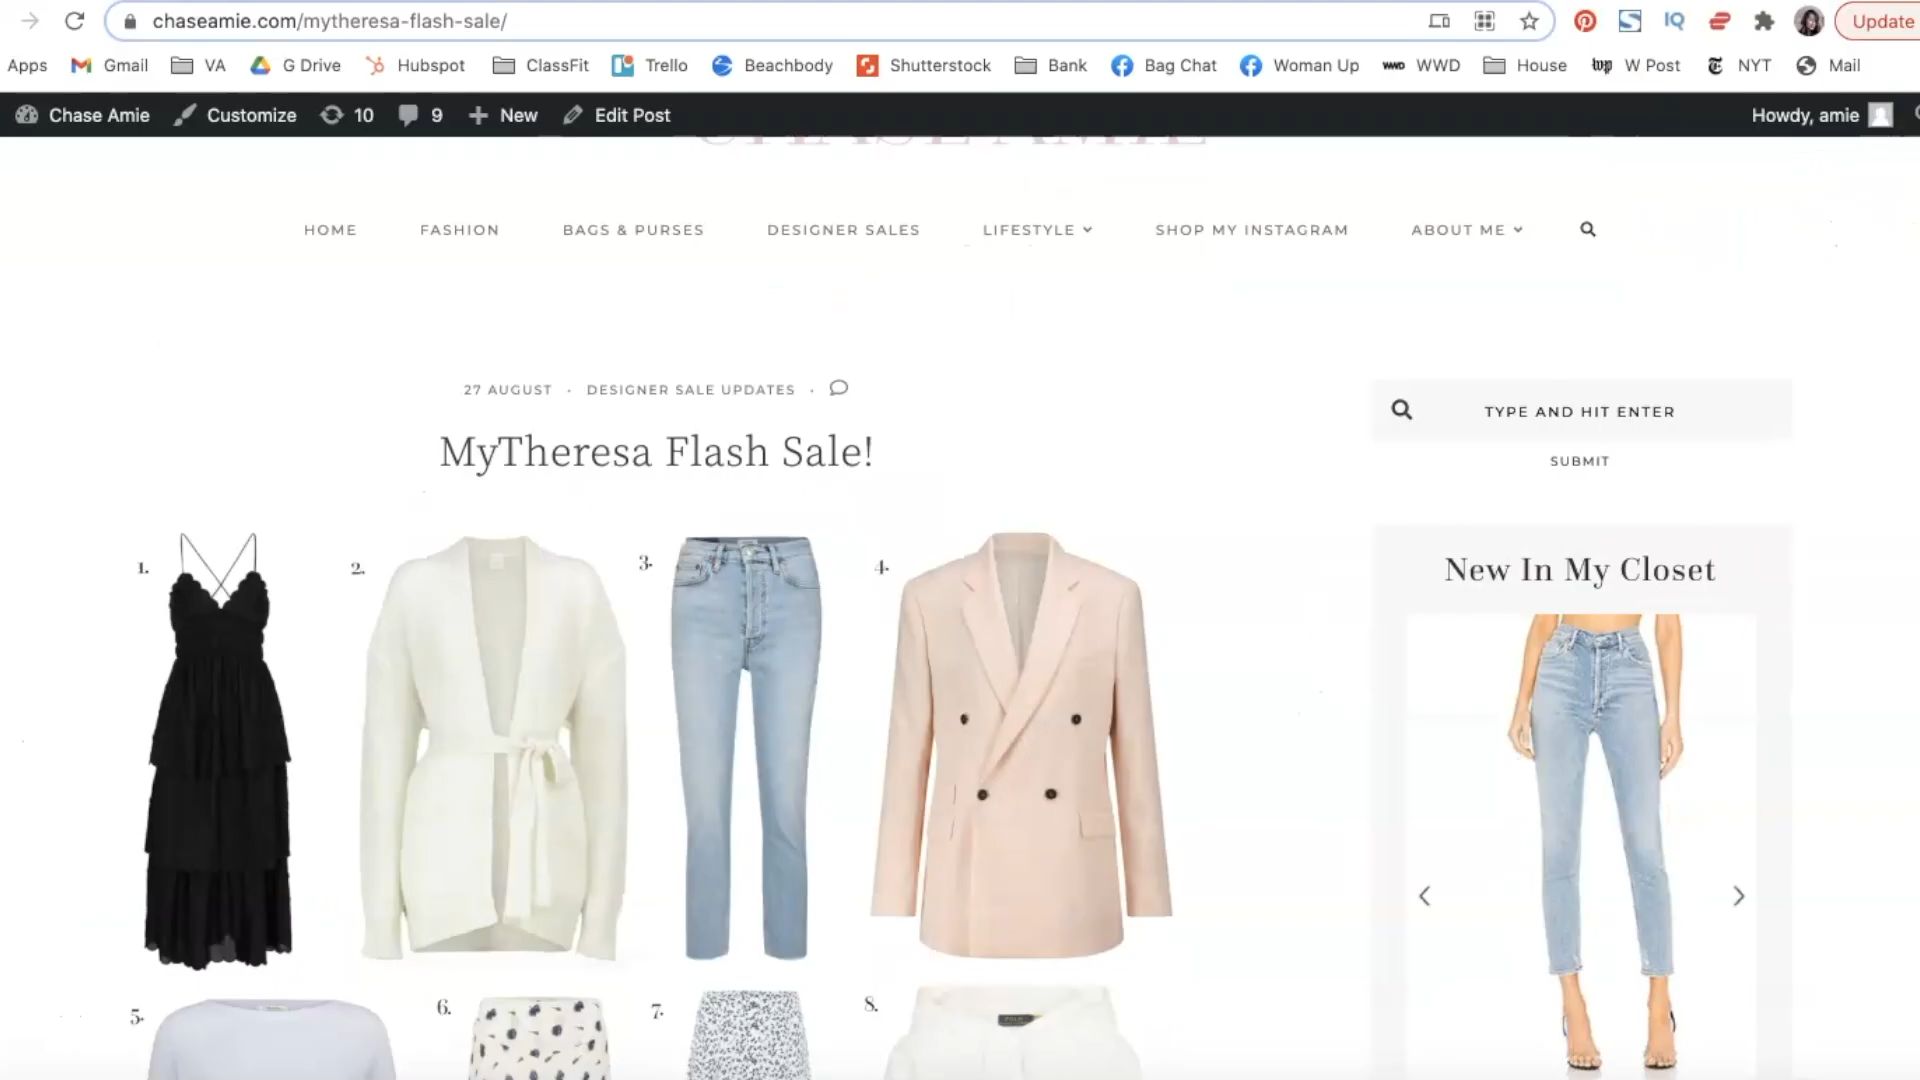 chaseamie.com/mytheresa-flash-sale/
Update
Apps Gmail VA G Drive Hubspot ClassFit Trello Beachbody Shutterstock Bank Bag Chat Woman Up WWD House W Post NYT Mail
Chase Amie Customize 10 9 New Edit Post Howdy, amie
CHASE AMIE
HOME FASHION BAGS & PURSES DESIGNER SALES LIFESTYLE SHOP MY INSTAGRAM ABOUT ME
27 AUGUST · DESIGNER SALE UPDATES ·
MyTheresa Flash Sale!
TYPE AND HIT ENTER
SUBMIT
New In My Closet
1. 2. 3. 4.
5. 6. 7. 8.